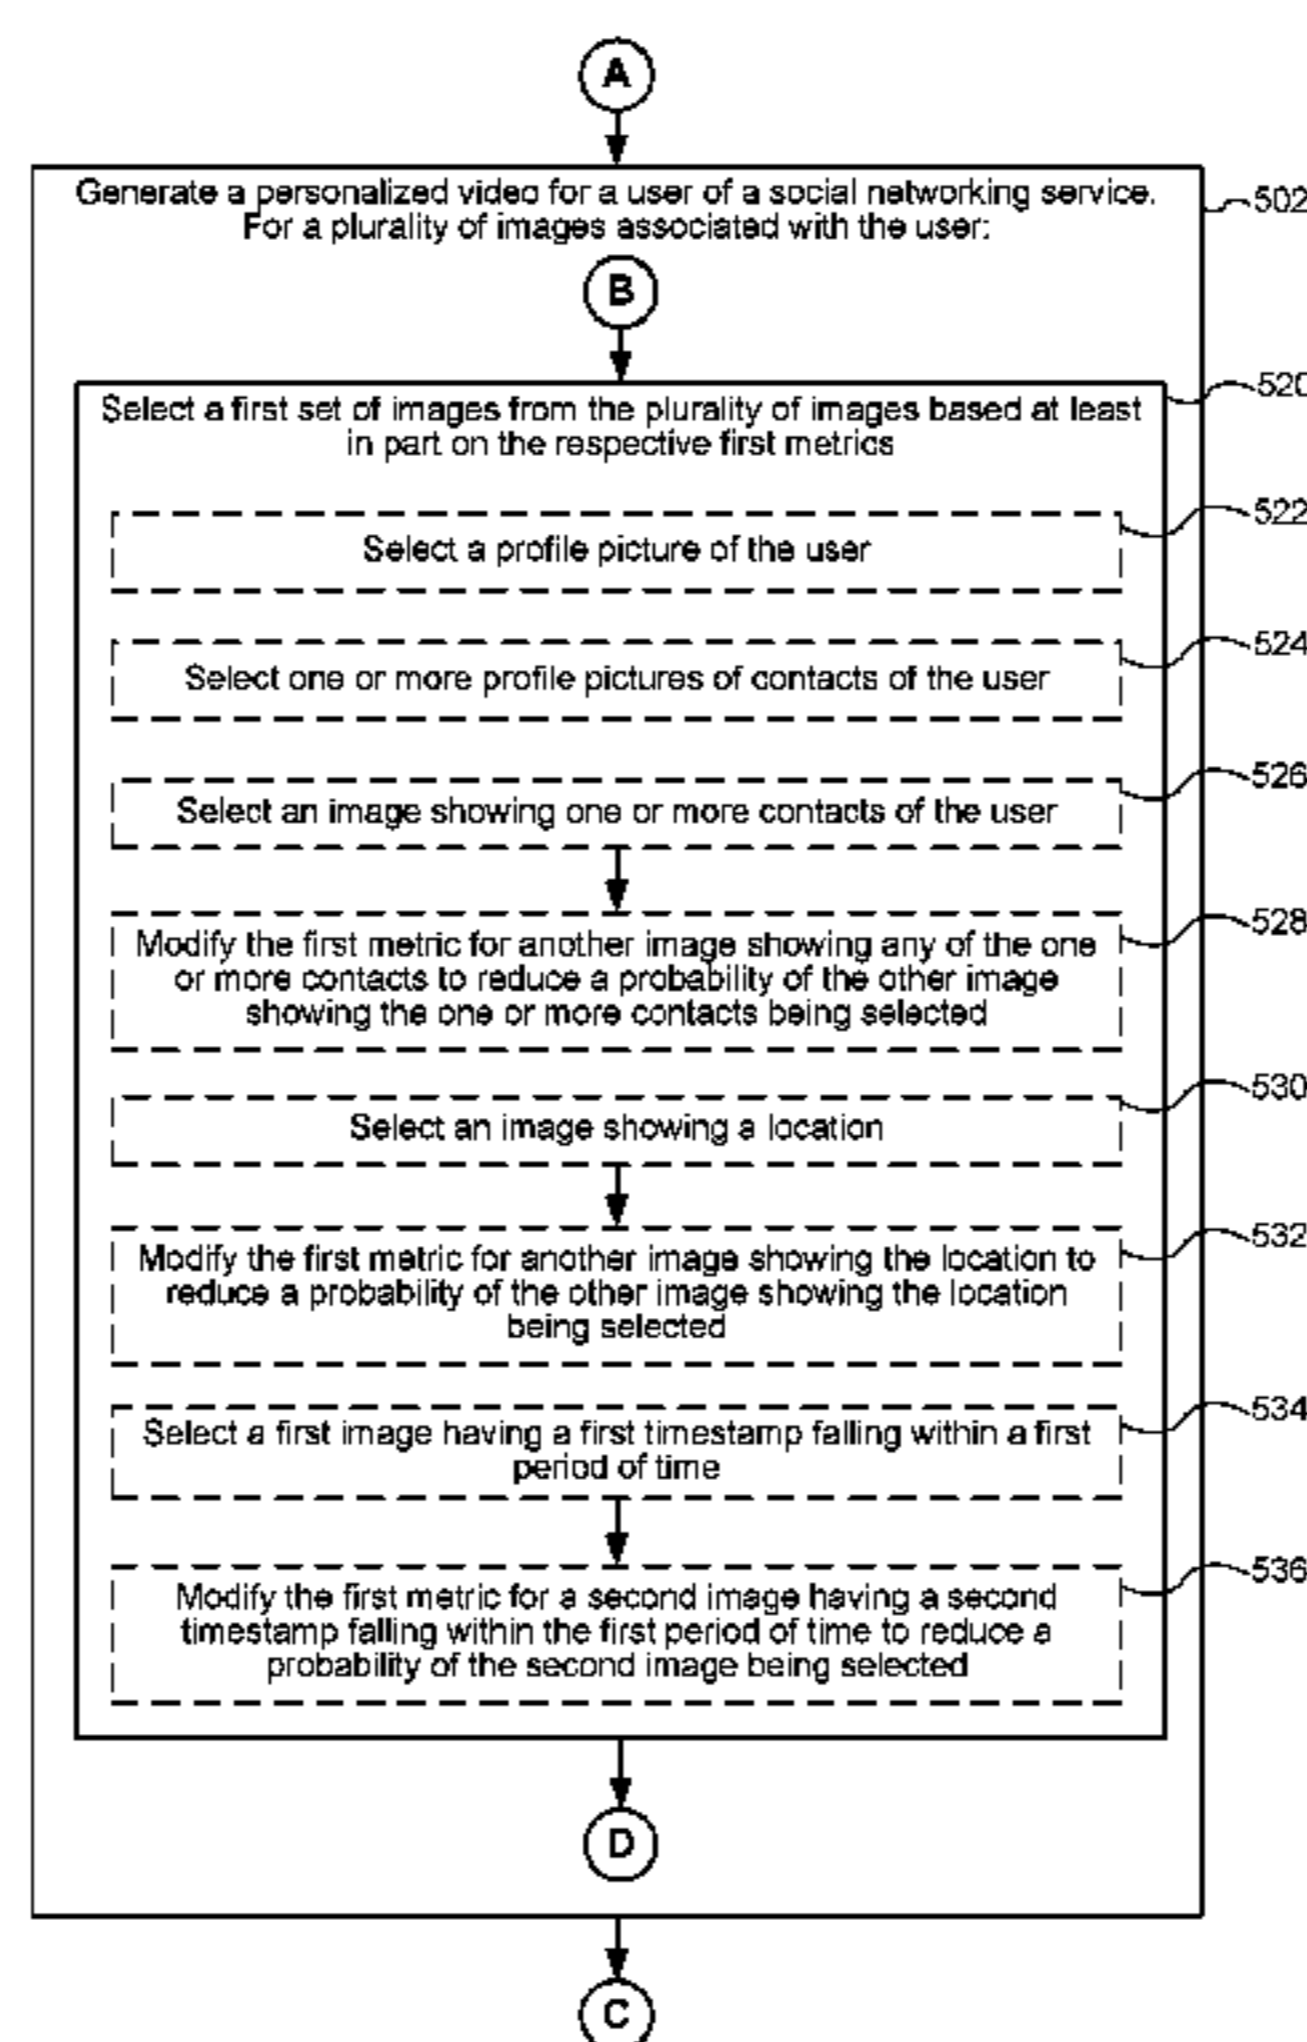 A
Generate a personalized video for a user of a social networking service.
For a plurality of images associated with the user:
502
B
520
Select a first set of images from the plurality of images based at least
in part on the respective first metrics
522
Select a profile picture of the user
524
Select one or more profile pictures of contacts of the user
526
Select an image showing one or more contacts of the user
528
Modify the first metric for another image showing any of the one
or more contacts to reduce a probability of the other image
showing the one or more contacts being selected
530
Select an image showing a location
532
Modify the first metric for another image showing the location to
reduce a probability of the other image showing the location
being selected
534
Select a first image having a first timestamp falling within a first
period of time
536
Modify the first metric for a second image having a second
timestamp falling within the first period of time to reduce a
probability of the second image being selected
D
C